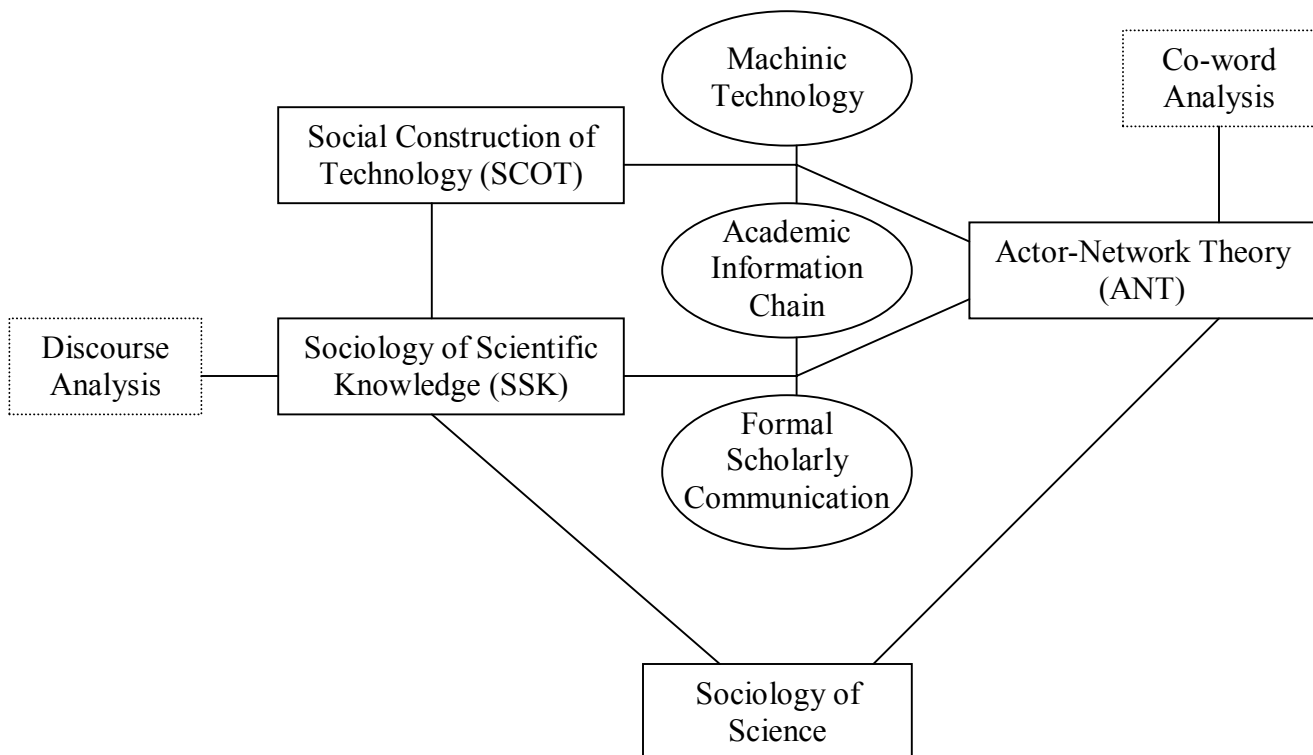 Machinic
Technology
Co-word
Analysis
Social Construction of
Technology (SCOT)
Academic
Information
Chain
Actor-Network Theory
(ANT)
Discourse
Analysis
Sociology of Scientific
Knowledge (SSK)
Formal
Scholarly
Communication
Sociology of
Science